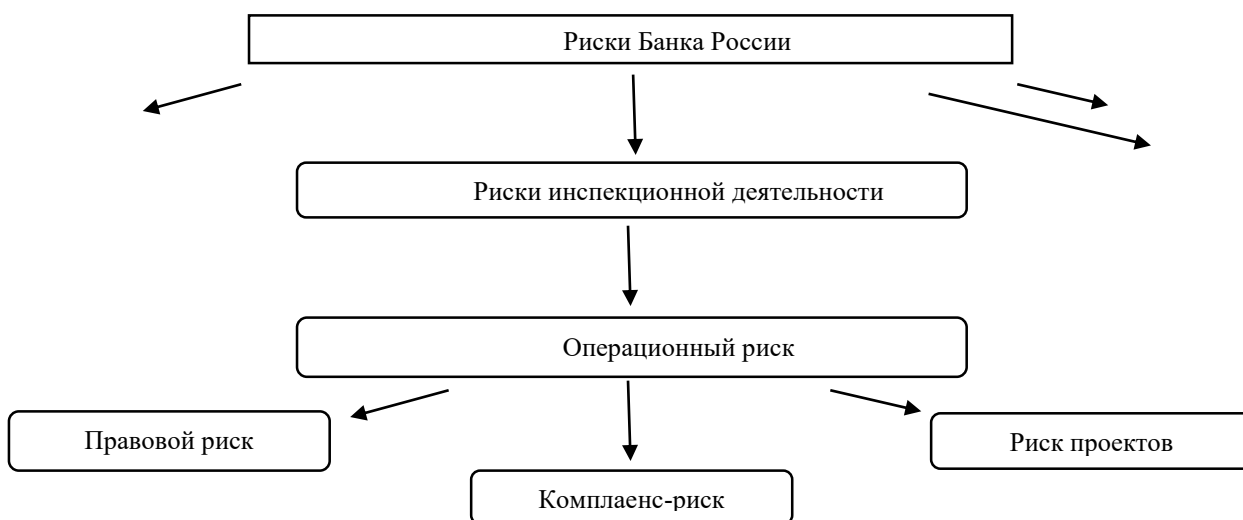 Риски Банка России
Риски инспекционной деятельности
Операционный риск
Правовой риск
Риск проектов
Комплаенс-риск